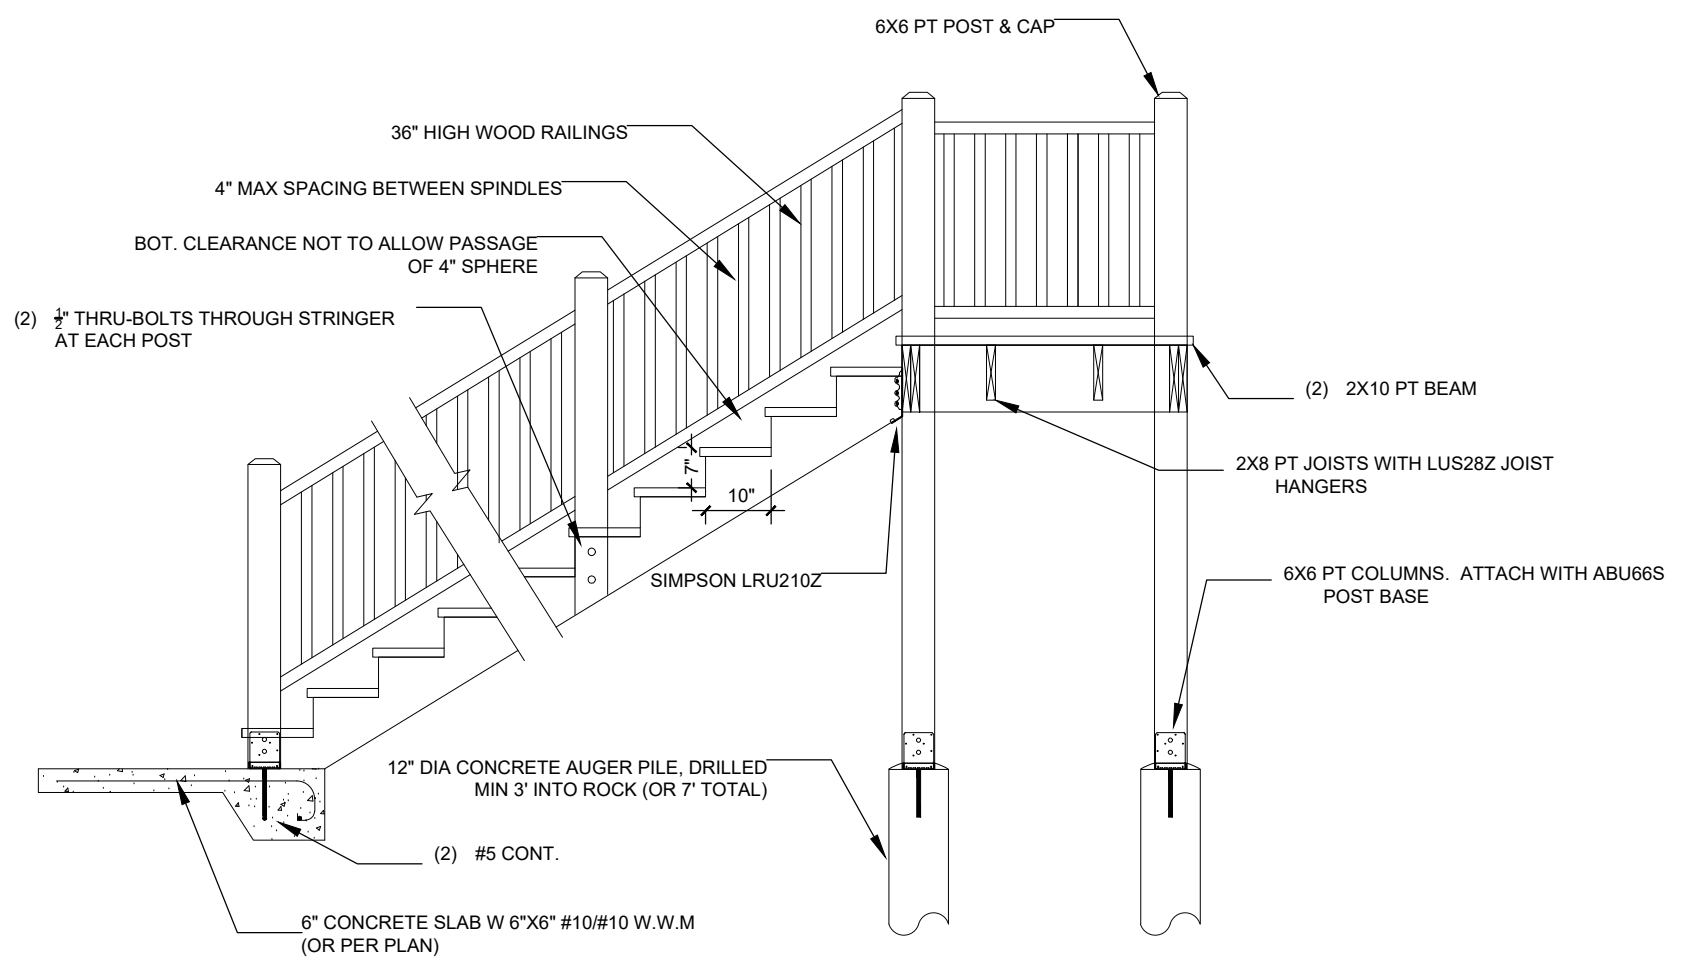 6X6 PT POST & CAP
36" HIGH WOOD RAILINGS
4" MAX SPACING BETWEEN SPINDLES
BOT. CLEARANCE NOT TO ALLOW PASSAGE
OF 4" SPHERE
(2) ½" THRU-BOLTS THROUGH STRINGER
AT EACH POST
(2) 2X10 PT BEAM
2X8 PT JOISTS WITH LUS28Z JOIST
HANGERS
7"
10"
SIMPSON LRU210Z
6X6 PT COLUMNS. ATTACH WITH ABU66S
POST BASE
12" DIA CONCRETE AUGER PILE, DRILLED
MIN 3' INTO ROCK (OR 7' TOTAL)
(2) #5 CONT.
6" CONCRETE SLAB W 6"X6" #10/#10 W.W.M
(OR PER PLAN)